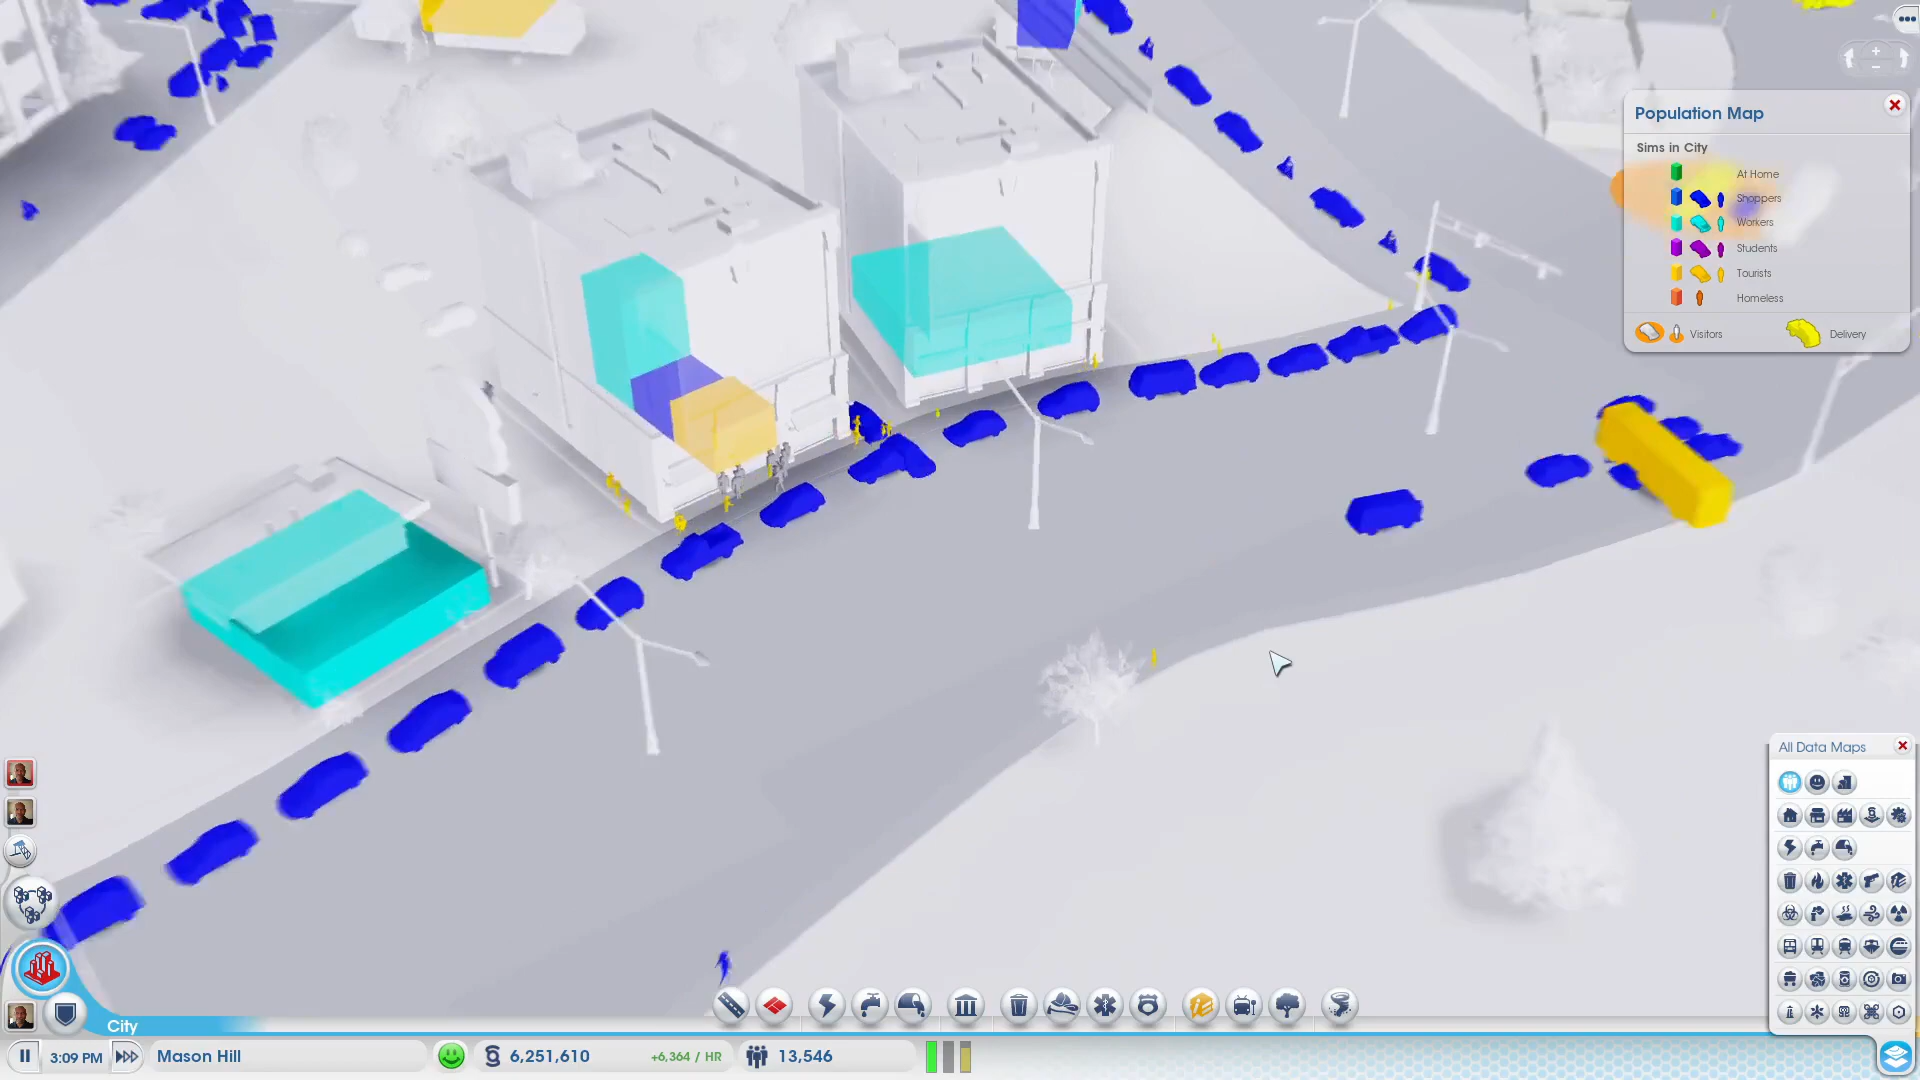 Population Map
Sims in City
At Home
Shoppers
Workers
Students
Tourists
Homeless
Visitors
Delivery
All Data Maps
City
3:09 PM
Mason Hill
6,251,610
+6,364 / HR
13,546